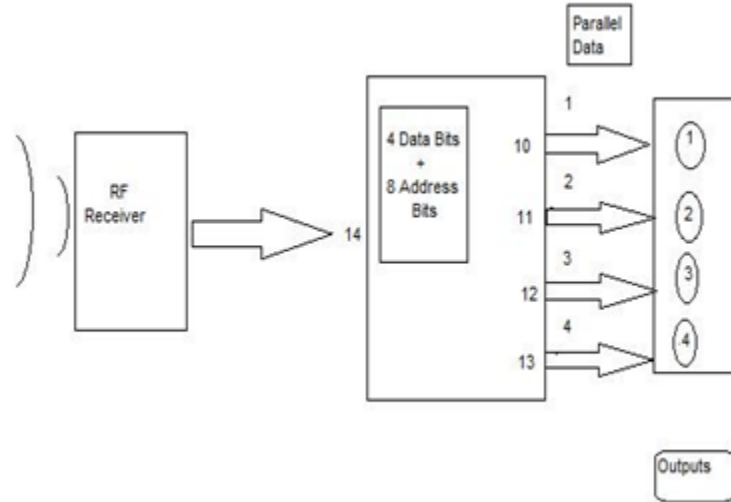 Parallel
Data
RF
Receiver
14
4 Data Bits
+
8 Address
Bits
10
11
12
13
1
2
3
4
1
2
3
4
Outputs